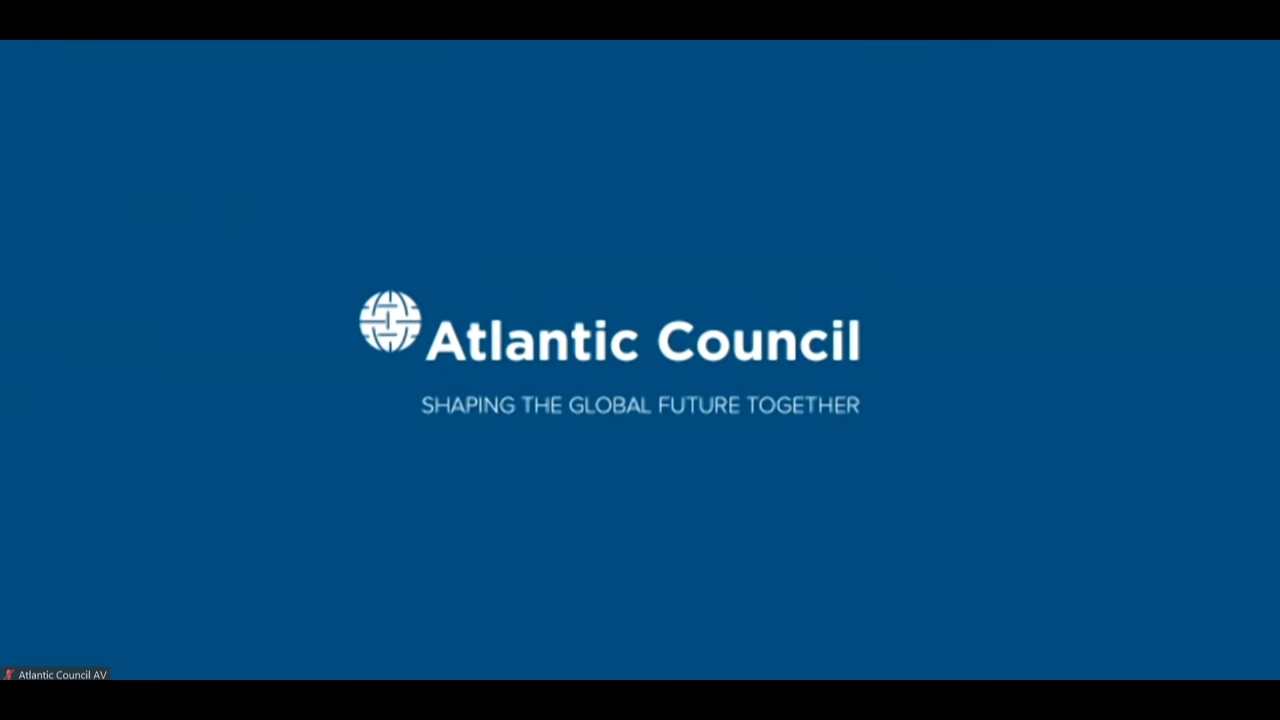 Atlantic Council
SHAPING THE GLOBAL FUTURE TOGETHER
Atlantic Council AV